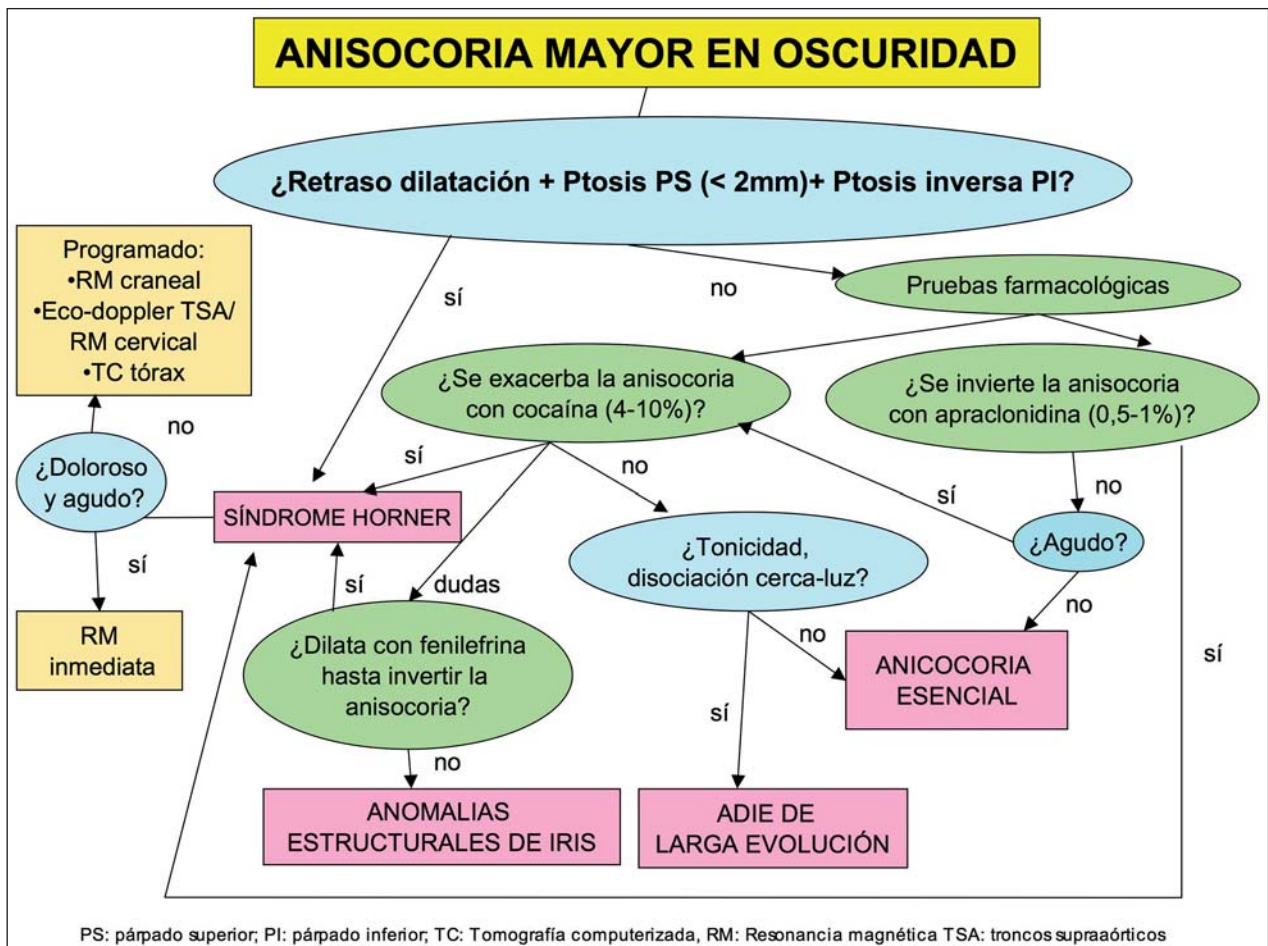 ANISOCORIA MAYOR EN OSCURIDAD
¿Retraso dilatación + Ptosis PS (< 2mm)+ Ptosis inversa PI?
Programado:
•RM craneal
•Eco-doppler TSA/
RM cervical
•TC tórax
sí
no
Pruebas farmacológicas
¿Se exacerba la anisocoria
con cocaína (4-10%)?
¿Se invierte la anisocoria
con apraclonidina (0,5-1%)?
no
¿Doloroso
y agudo?
sí
no
sí
no
SÍNDROME HORNER
¿Tonicidad,
disociación cerca-luz?
¿Agudo?
sí
sí
dudas
no
no
RM
inmediata
¿Dilata con fenilefrina
hasta invertir la
anisocoria?
ANICOCORIA
ESENCIAL
sí
sí
no
ANOMALIAS
ESTRUCTURALES DE IRIS
ADIE DE
LARGA EVOLUCIÓN
PS: párpado superior; PI: párpado inferior; TC: Tomografía computerizada, RM: Resonancia magnética TSA: troncos supraaórticos